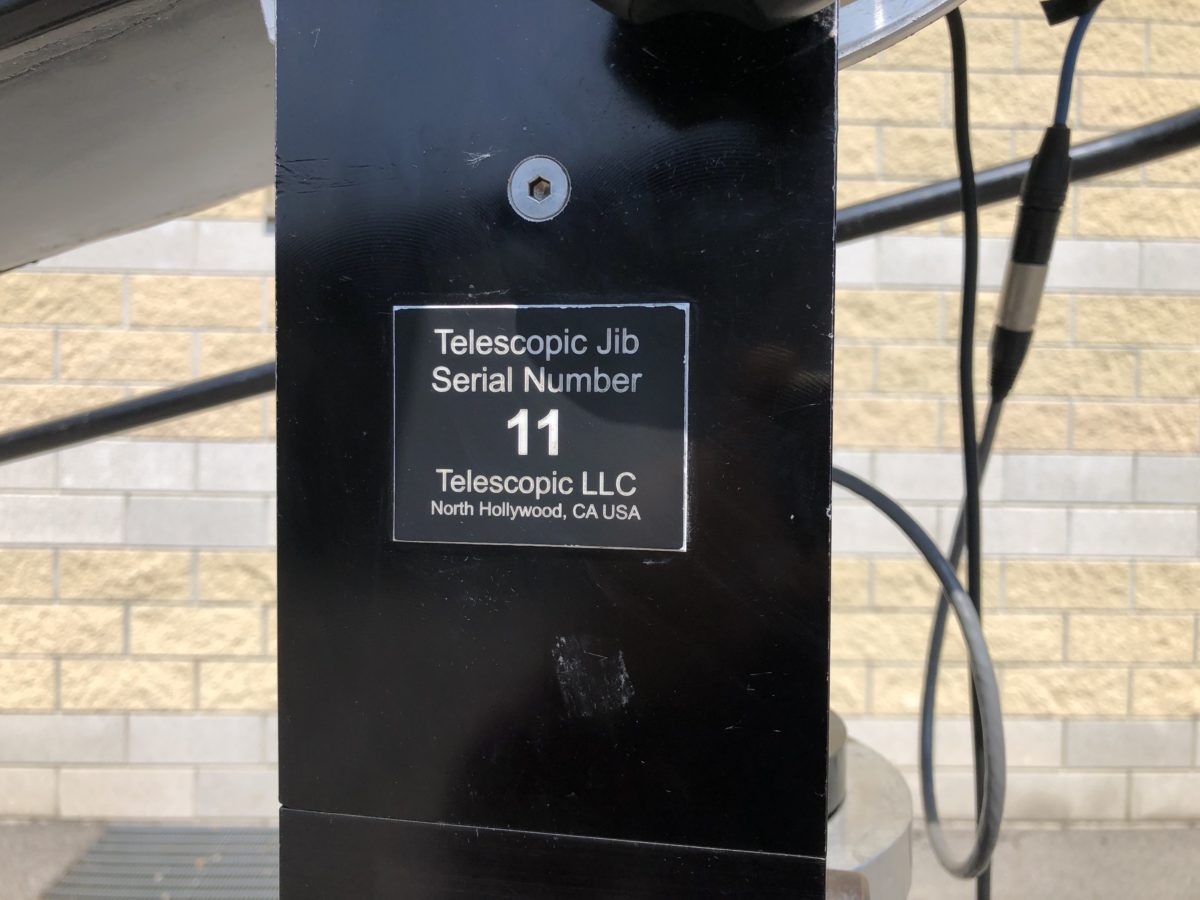 Telescopic Jib
Serial Number
11
Telescopic LLC
North Hollywood, CA USA